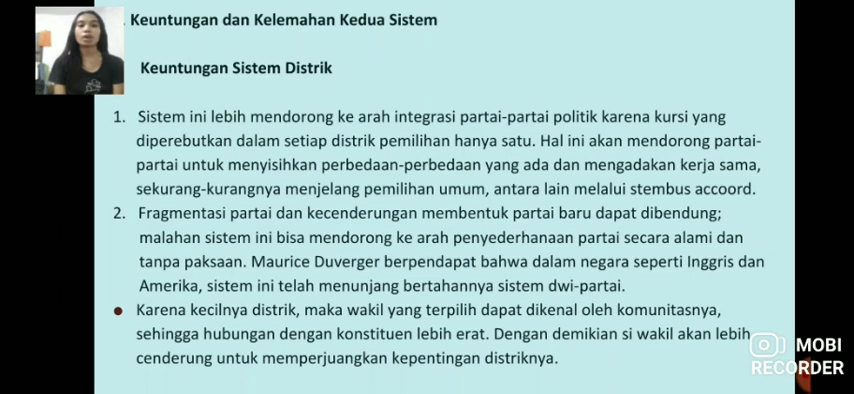 . Keuntungan dan Kelemahan Kedua Sistem
Keuntungan Sistem Distrik
1. Sistem ini lebih mendorong ke arah integrasi partai-partai politik karena kursi yang
diperebutkan dalam setiap distrik pemilihan hanya satu. Hal ini akan mendorong partai-
partai untuk menyisihkan perbedaan-perbedaan yang ada dan mengadakan kerja sama,
sekurang-kurangnya menjelang pemilihan umum, antara lain melalui stembus accoord.
2. Fragmentasi partai dan kecenderungan membentuk partai baru dapat dibendung;
malahan sistem ini bisa mendorong ke arah penyederhanaan partai secara alami dan
tanpa paksaan. Maurice Duverger berpendapat bahwa dalam negara seperti Inggris dan
Amerika, sistem ini telah menunjang bertahannya sistem dwi-partai.
● Karena kecilnya distrik, maka wakil yang terpilih dapat dikenal oleh komunitasnya,
sehingga hubungan dengan konstituen lebih erat. Dengan demikian si wakil akan lebih
cenderung untuk memperjuangkan kepentingan distriknya.
MOBI
RECORDER